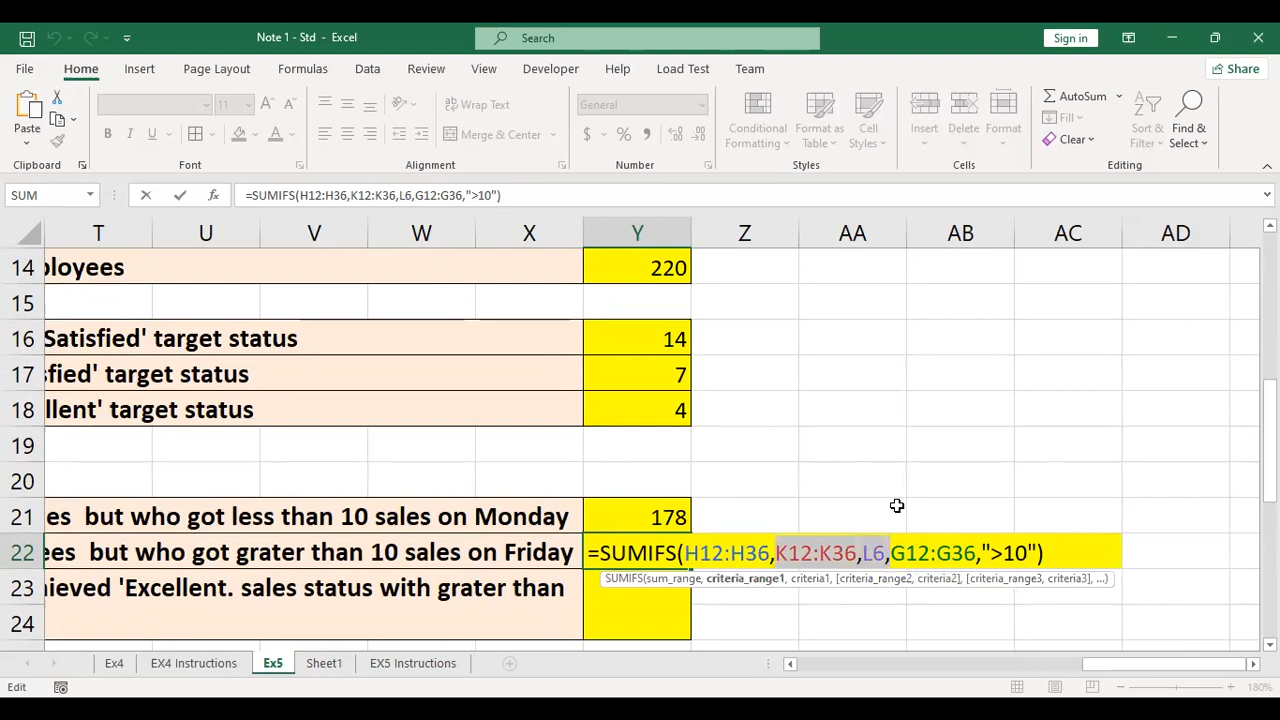 Note 1 - Std - Excel
Search
Sign in
File Home Insert Page Layout Formulas Data Review View Developer Help Load Test Team
Share
Paste
11
B I U
Wrap Text
Merge & Center
General
$ %
Conditional Formatting
Format as Table
Cell Styles
Insert
Delete
Format
AutoSum
Fill
Clear
Sort & Filter
Find & Select
Clipboard Font Alignment Number Styles Cells Editing
SUM
fx
=SUMIFS(H12:H36,K12:K36,L6,G12:G36,">10")
T U V W X Y Z AA AB AC AD
14 ployees 220
15
16 Satisfied' target status 14
17 sfied' target status 7
18 llent' target status 4
19
20
21 es but who got less than 10 sales on Monday 178
22 ees but who got grater than 10 sales on Friday =SUMIFS(H12:H36,K12:K36,L6,G12:G36,">10")
SUMIFS(sum_range, criteria_range1, criteria1, [criteria_range2, criteria2], [criteria_range3, criteria3], ...)
23 hieved 'Excellent. sales status with grater than
24
Ex4 EX4 Instructions Ex5 Sheet1 EX5 Instructions
Edit
180%